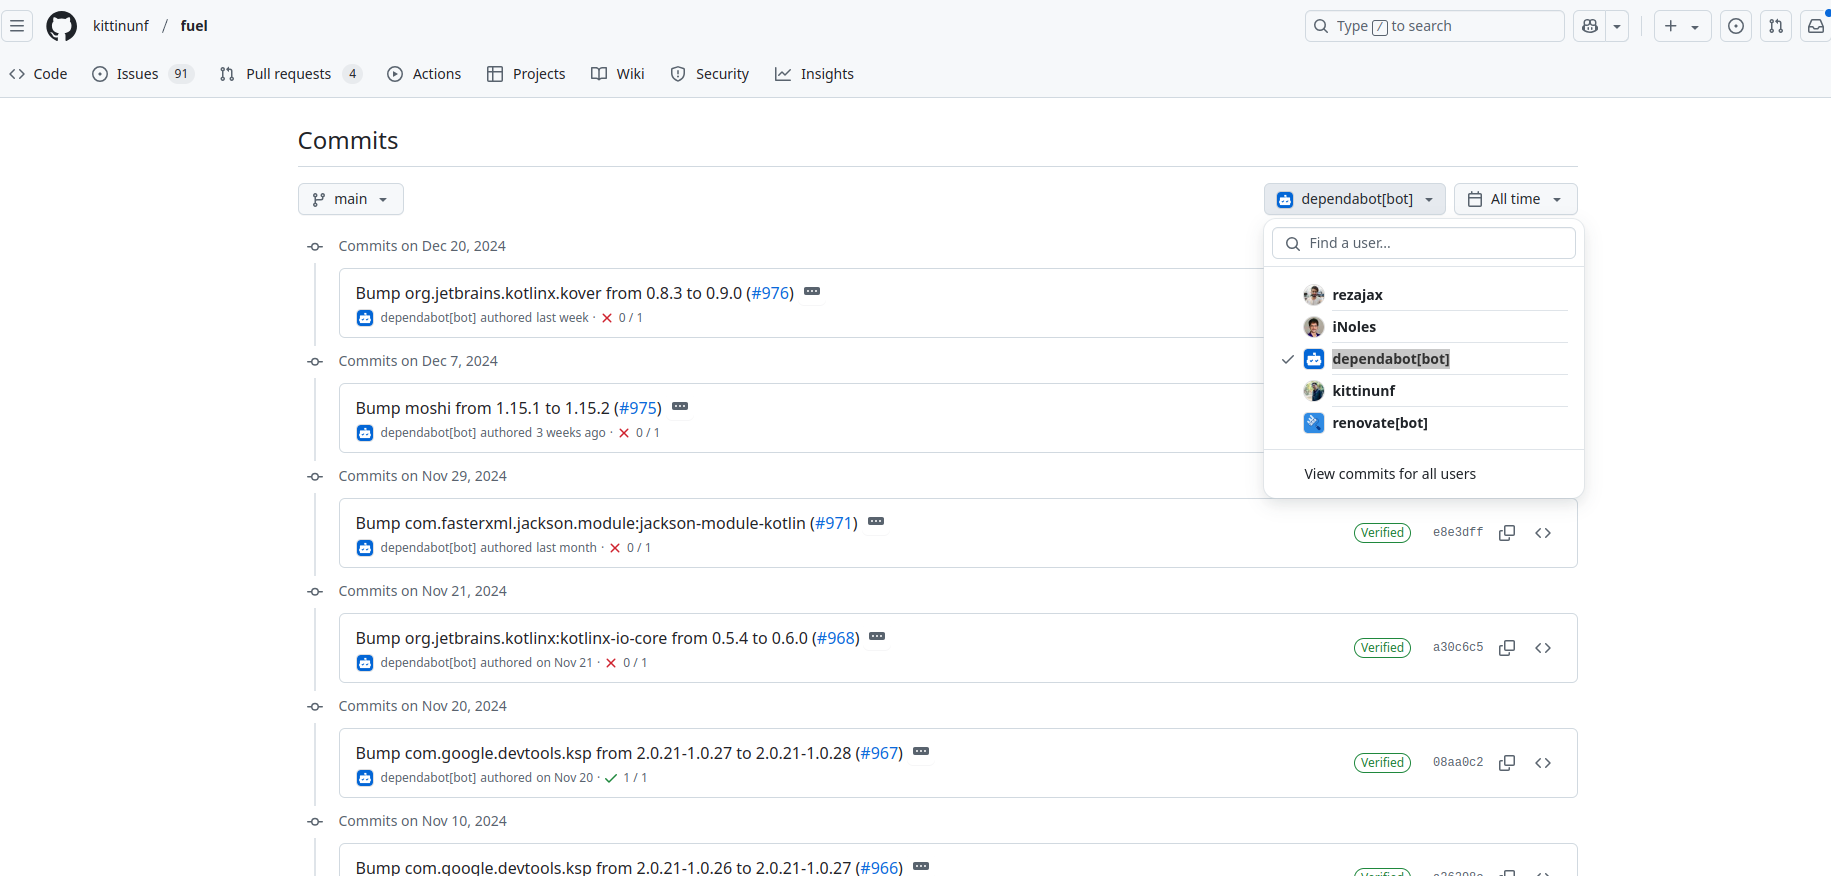 kittinunf / fuel
Type / to search
Code
Issues 91
Pull requests 4
Actions
Projects
Wiki
Security
Insights
Commits
main
dependabot[bot]
All time
Find a user...
rezajax
iNoles
dependabot[bot]
kittinunf
renovate[bot]
View commits for all users
Commits on Dec 20, 2024
Bump org.jetbrains.kotlinx.kover from 0.8.3 to 0.9.0 (#976)
dependabot[bot] authored last week · 0 / 1
Commits on Dec 7, 2024
Bump moshi from 1.15.1 to 1.15.2 (#975)
dependabot[bot] authored 3 weeks ago · 0 / 1
Commits on Nov 29, 2024
Bump com.fasterxml.jackson.module:jackson-module-kotlin (#971)
Verified e8e3dff
dependabot[bot] authored last month · 0 / 1
Commits on Nov 21, 2024
Bump org.jetbrains.kotlinx:kotlinx-io-core from 0.5.4 to 0.6.0 (#968)
Verified a30c6c5
dependabot[bot] authored on Nov 21 · 0 / 1
Commits on Nov 20, 2024
Bump com.google.devtools.ksp from 2.0.21-1.0.27 to 2.0.21-1.0.28 (#967)
Verified 08aa0c2
dependabot[bot] authored on Nov 20 · 1 / 1
Commits on Nov 10, 2024
Bump com.google.devtools.ksp from 2.0.21-1.0.26 to 2.0.21-1.0.27 (#966)
Verified